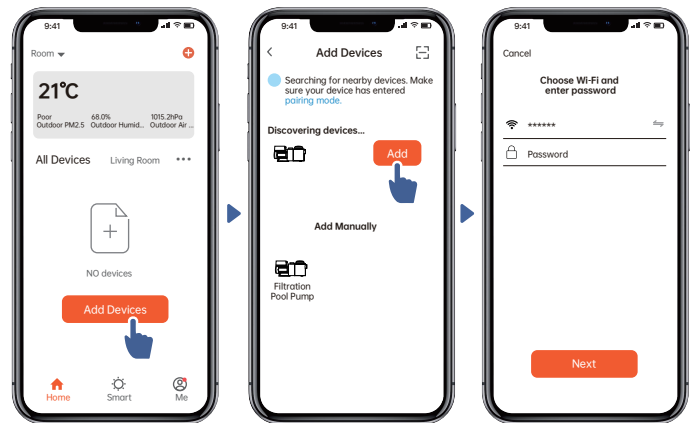 9:41
Room
21°C
Poor
Outdoor PM2.5
68.0%
Outdoor Humid...
1015.2hPa
Outdoor Air ...
All Devices
Living Room
NO devices
Add Devices
Home
Smart
Me
9:41
Add Devices
Searching for nearby devices. Make
sure your device has entered
pairing mode.
Discovering devices...
Add
Add Manually
Filtration
Pool Pump
9:41
Cancel
Choose Wi-Fi and
enter password
******
Password
Next